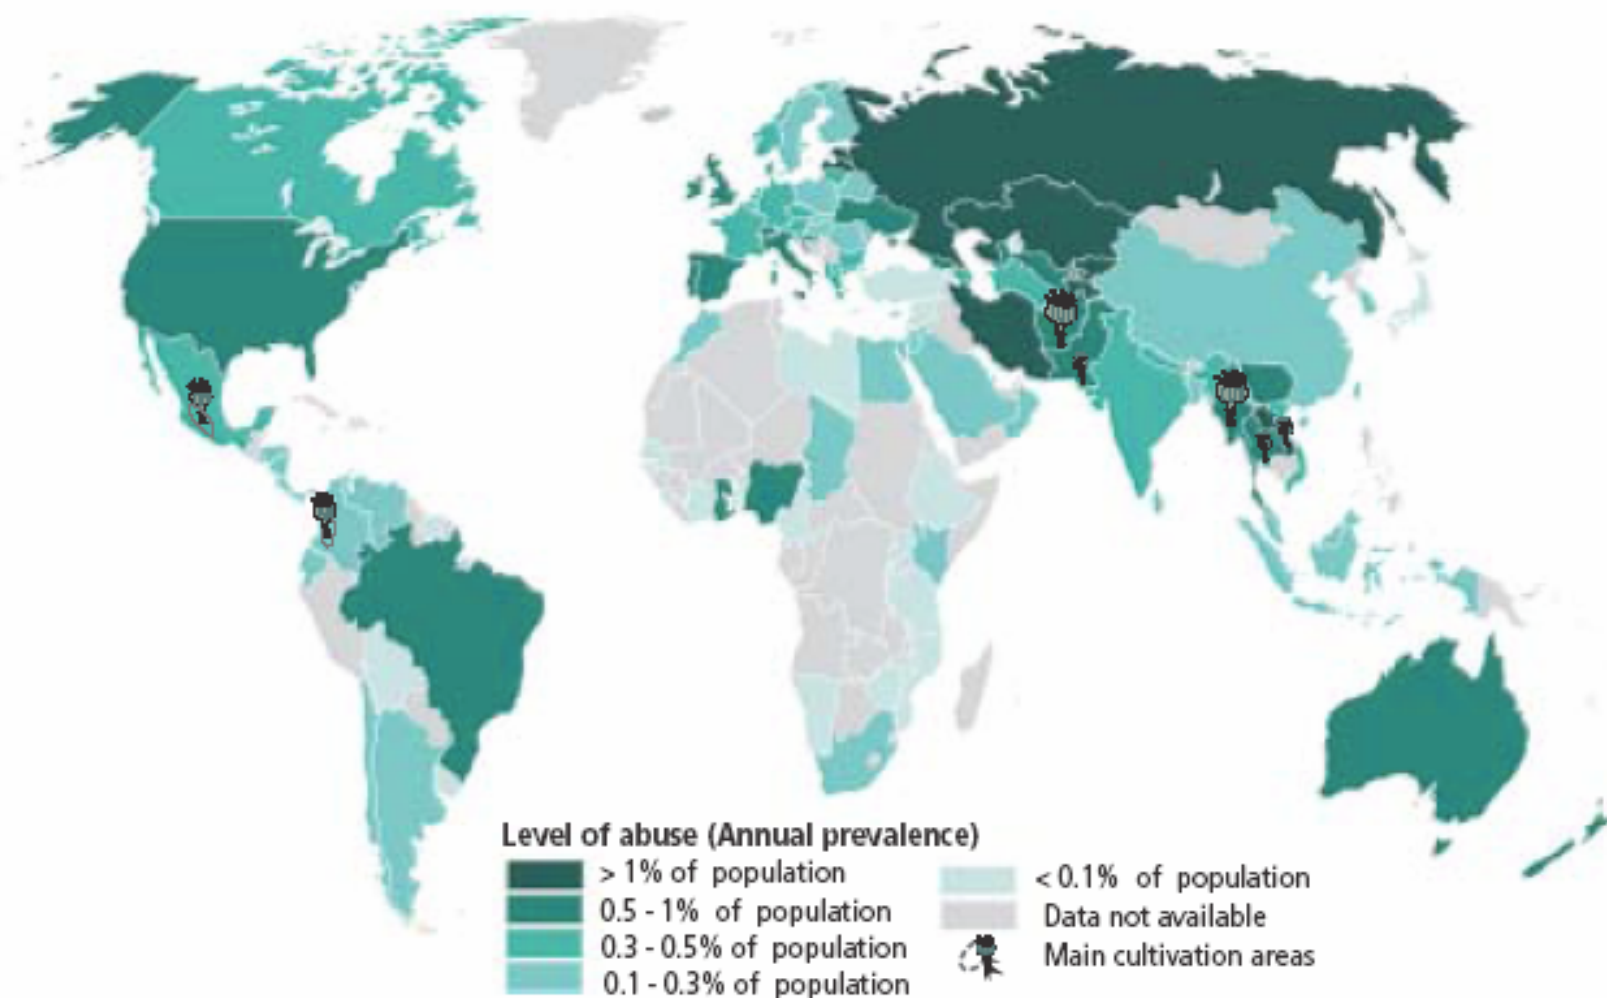 Level of abuse (Annual prevalence)
> 1% of population
0.5 - 1% of population
0.3 - 0.5% of population
0.1 - 0.3% of population
< 0.1% of population
Data not available
Main cultivation areas